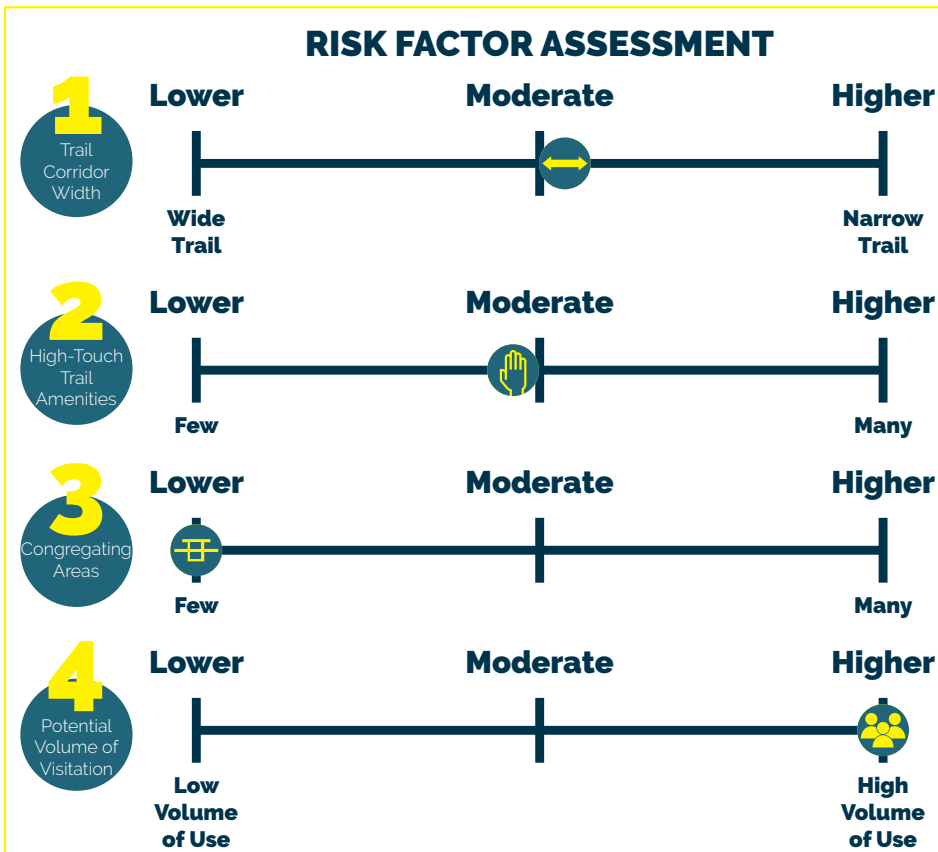 RISK FACTOR ASSESSMENT
1
Trail
Corridor
Width
Lower Moderate Higher
Wide
Trail
Narrow
Trail
2
High-Touch
Trail
Amenities
Lower Moderate Higher
Few Many
3
Congregating
Areas
Lower Moderate Higher
Few Many
4
Potential
Volume of
Visitation
Lower Moderate Higher
Low
Volume
of Use
High
Volume
of Use